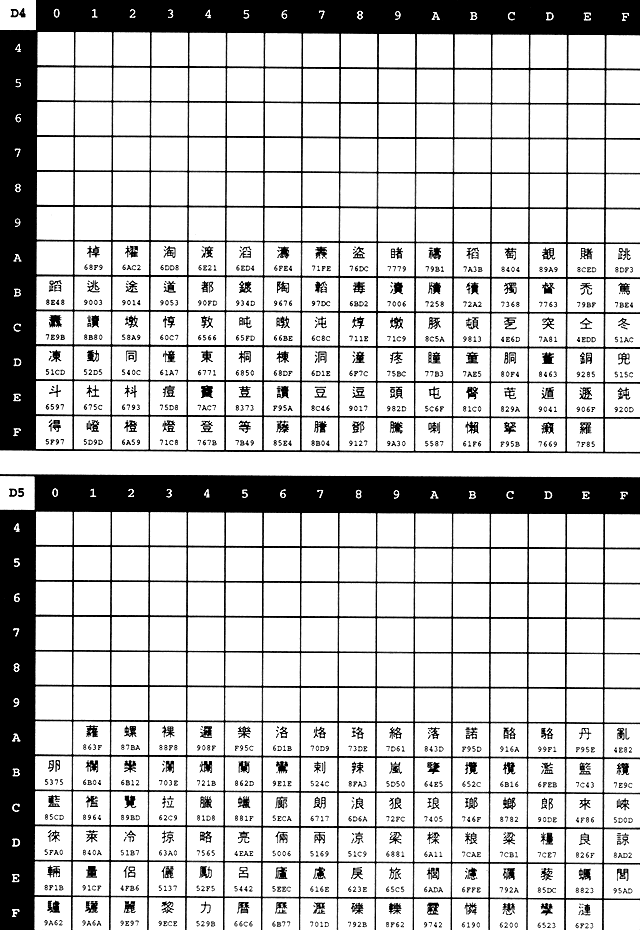 D4 0 1 2 3 4 5 6 7 8 9 A B C D E F
4
5
6
7
8
9
A 棹 櫂 淘 渡 滔 濤 燾 盜 睹 禱 稻 萄 覩 賭 跳
68F9 6AC2 6DD8 6E21 6ED4 6FE4 71FE 76DC 7779 79B1 7A3B 8404 89A9 8CED 8DF3
B 蹈 逃 途 道 都 鍍 陶 韜 毒 瀆 牘 犢 獨 督 禿 篤
8E48 9003 9014 9053 90FD 934D 9676 97DC 6BD2 7006 7258 72A2 7368 7763 79BF 7BE4
C 纛 讀 墩 惇 敦 旽 暾 沌 焞 燉 豚 頓 乭 突 仝 冬
7E9B 8B80 58A9 60C7 6566 65FD 66BE 6C8C 711E 71C9 8C5A 9813 4E6D 7A81 4EDD 51AC
D 凍 動 同 憧 東 桐 棟 洞 潼 疼 瞳 童 胴 董 銅 兜
51CD 52D5 540C 61A7 6771 6850 68DF 6D1E 6F7C 75BC 77B3 7AE5 80F4 8463 9285 515C
E 斗 杜 枓 痘 竇 荳 讀 豆 逗 頭 屯 臀 芚 遁 遯 鈍
6597 675C 6793 75D8 7AC7 8373 F95A 8C46 9017 982D 5C6F 81C0 829A 9041 906F 920D
F 得 嶝 橙 燈 登 等 藤 謄 鄧 騰 喇 懶 拏 癩 羅
5F97 5D9D 6A59 71C8 767B 7B49 85E4 8B04 9127 9A30 5587 61F6 F95B 7669 7F85
D5 0 1 2 3 4 5 6 7 8 9 A B C D E F
4
5
6
7
8
9
A 蘿 螺 裸 邏 樂 洛 烙 珞 絡 落 諾 酪 駱 丹 亂
863F 87BA 88F8 908F F95C 6D1B 70D9 73DE 7D61 843D F95D 916A 99F1 F95E 4E82
B 卵 欄 欒 瀾 爛 蘭 鸞 剌 辣 嵐 擥 攬 欖 濫 籃 纜
5375 6B04 6B12 703E 721B 862D 9E1E 524C 8FA3 5D50 64E5 652C 6B16 6FEB 7C43 7E9C
C 藍 襤 覽 拉 臘 蠟 廊 朗 浪 狼 琅 瑯 螂 郞 來 崍
85CD 8964 89BD 62C9 81D8 881F 5ECA 6717 6D6A 72FC 7405 746F 8782 90DE 4F86 5D0D
D 徠 萊 冷 掠 略 亮 倆 兩 凉 梁 樑 粮 粱 糧 良 諒
5FA0 840A 51B7 63A0 7565 4EAE 5006 5169 51C9 6881 6A11 7CAE 7CB1 7CE7 826F 8AD2
E 輛 量 侶 儷 勵 呂 廬 慮 戾 旅 櫚 濾 礪 藜 蠣 閭
8F1B 91CF 4FB6 5137 52F5 5442 5EEC 616E 623E 65C5 6ADA 6FFE 792A 85DC 8823 95AD
F 驢 驪 麗 黎 力 曆 歷 瀝 礫 轢 靂 憐 戀 攣 漣
9A62 9A6A 9E97 9ECE 529B 66C6 6B77 701D 792B 8F62 9742 6190 6200 6523 6F23